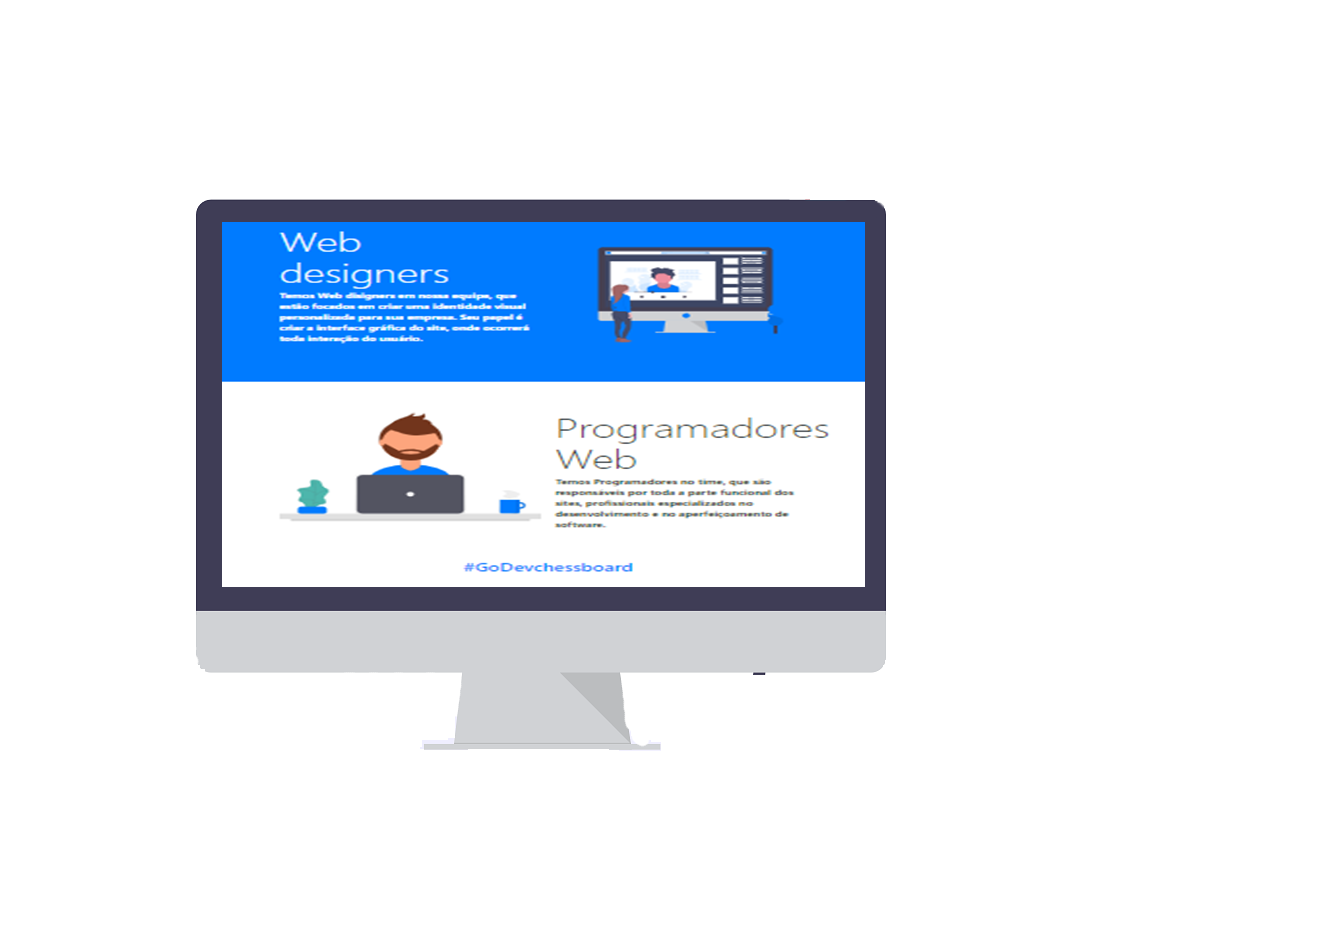 Web
designers
Temos Web disigners em nossa equipe, que
estão focados em criar uma identidade visual
personalizada para sua empresa. Seu papel é
criar a interface gráfica do site, onde ocorrerá
toda interação do usuário.
Programadores
Web
Temos Programadores no time, que são
responsáveis por toda a parte funcional dos
sites, profissionais especializados no
desenvolvimento e no aperfeiçoamento de
software.
#GoDevchessboard